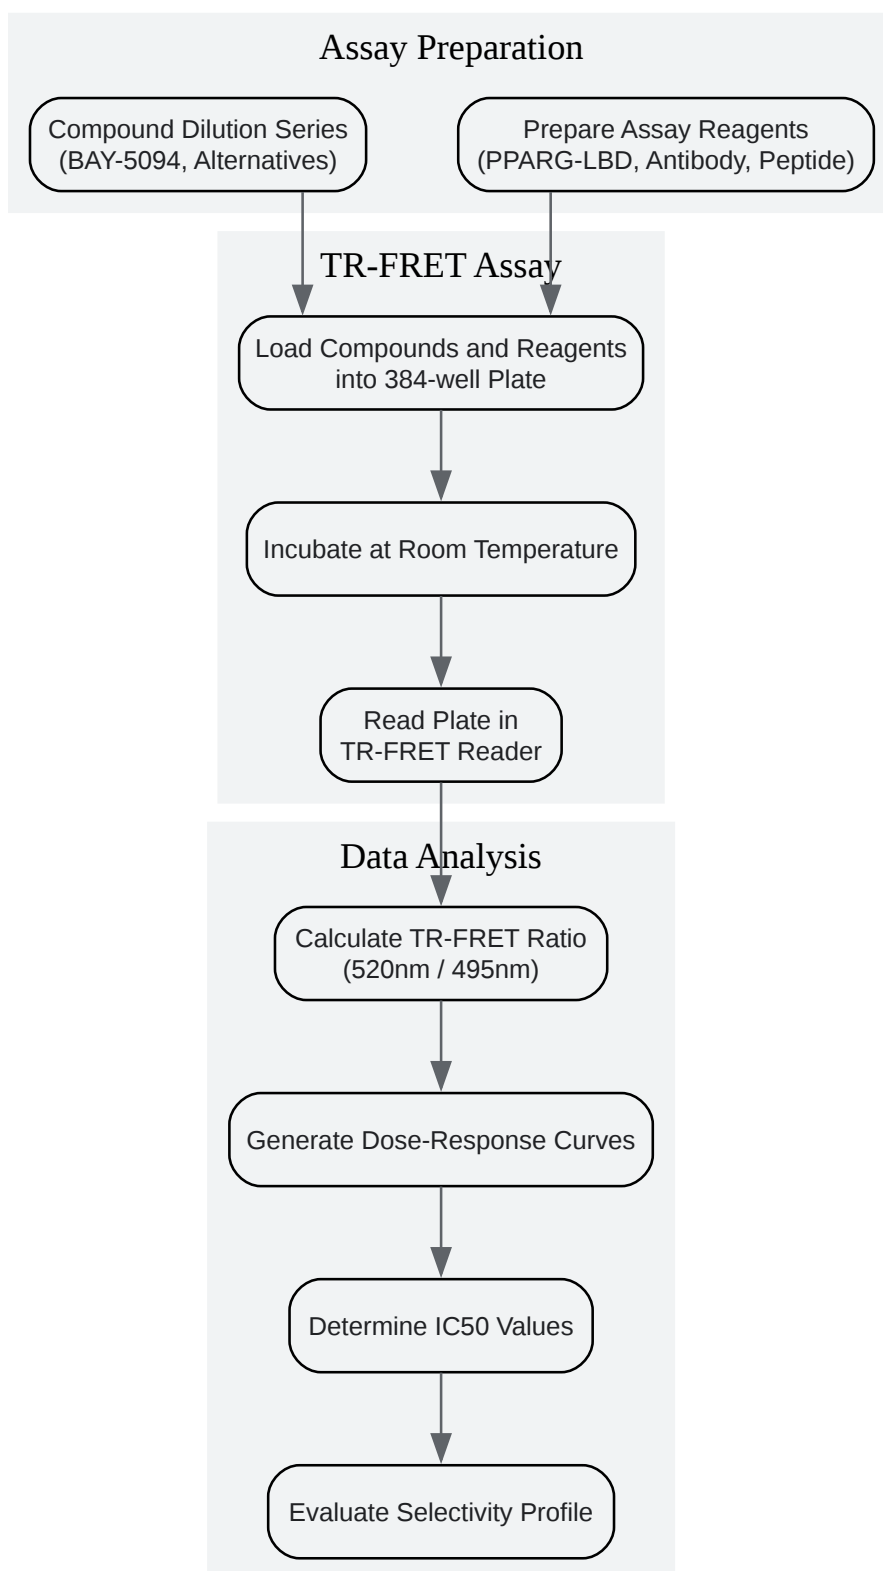 Assay Preparation
Compound Dilution Series
(BAY-5094, Alternatives)
Prepare Assay Reagents
(PPARG-LBD, Antibody, Peptide)
TR-FRET Assay
Load Compounds and Reagents
into 384-well Plate
Incubate at Room Temperature
Read Plate in
TR-FRET Reader
Data Analysis
Calculate TR-FRET Ratio
(520nm / 495nm)
Generate Dose-Response Curves
Determine IC50 Values
Evaluate Selectivity Profile